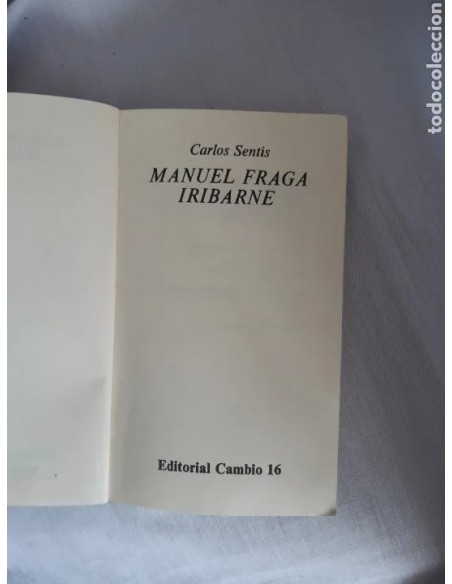 Carlos Sentis
MANUEL FRAGA
IRIBARNE
Editorial Cambio 16
todocoleccion